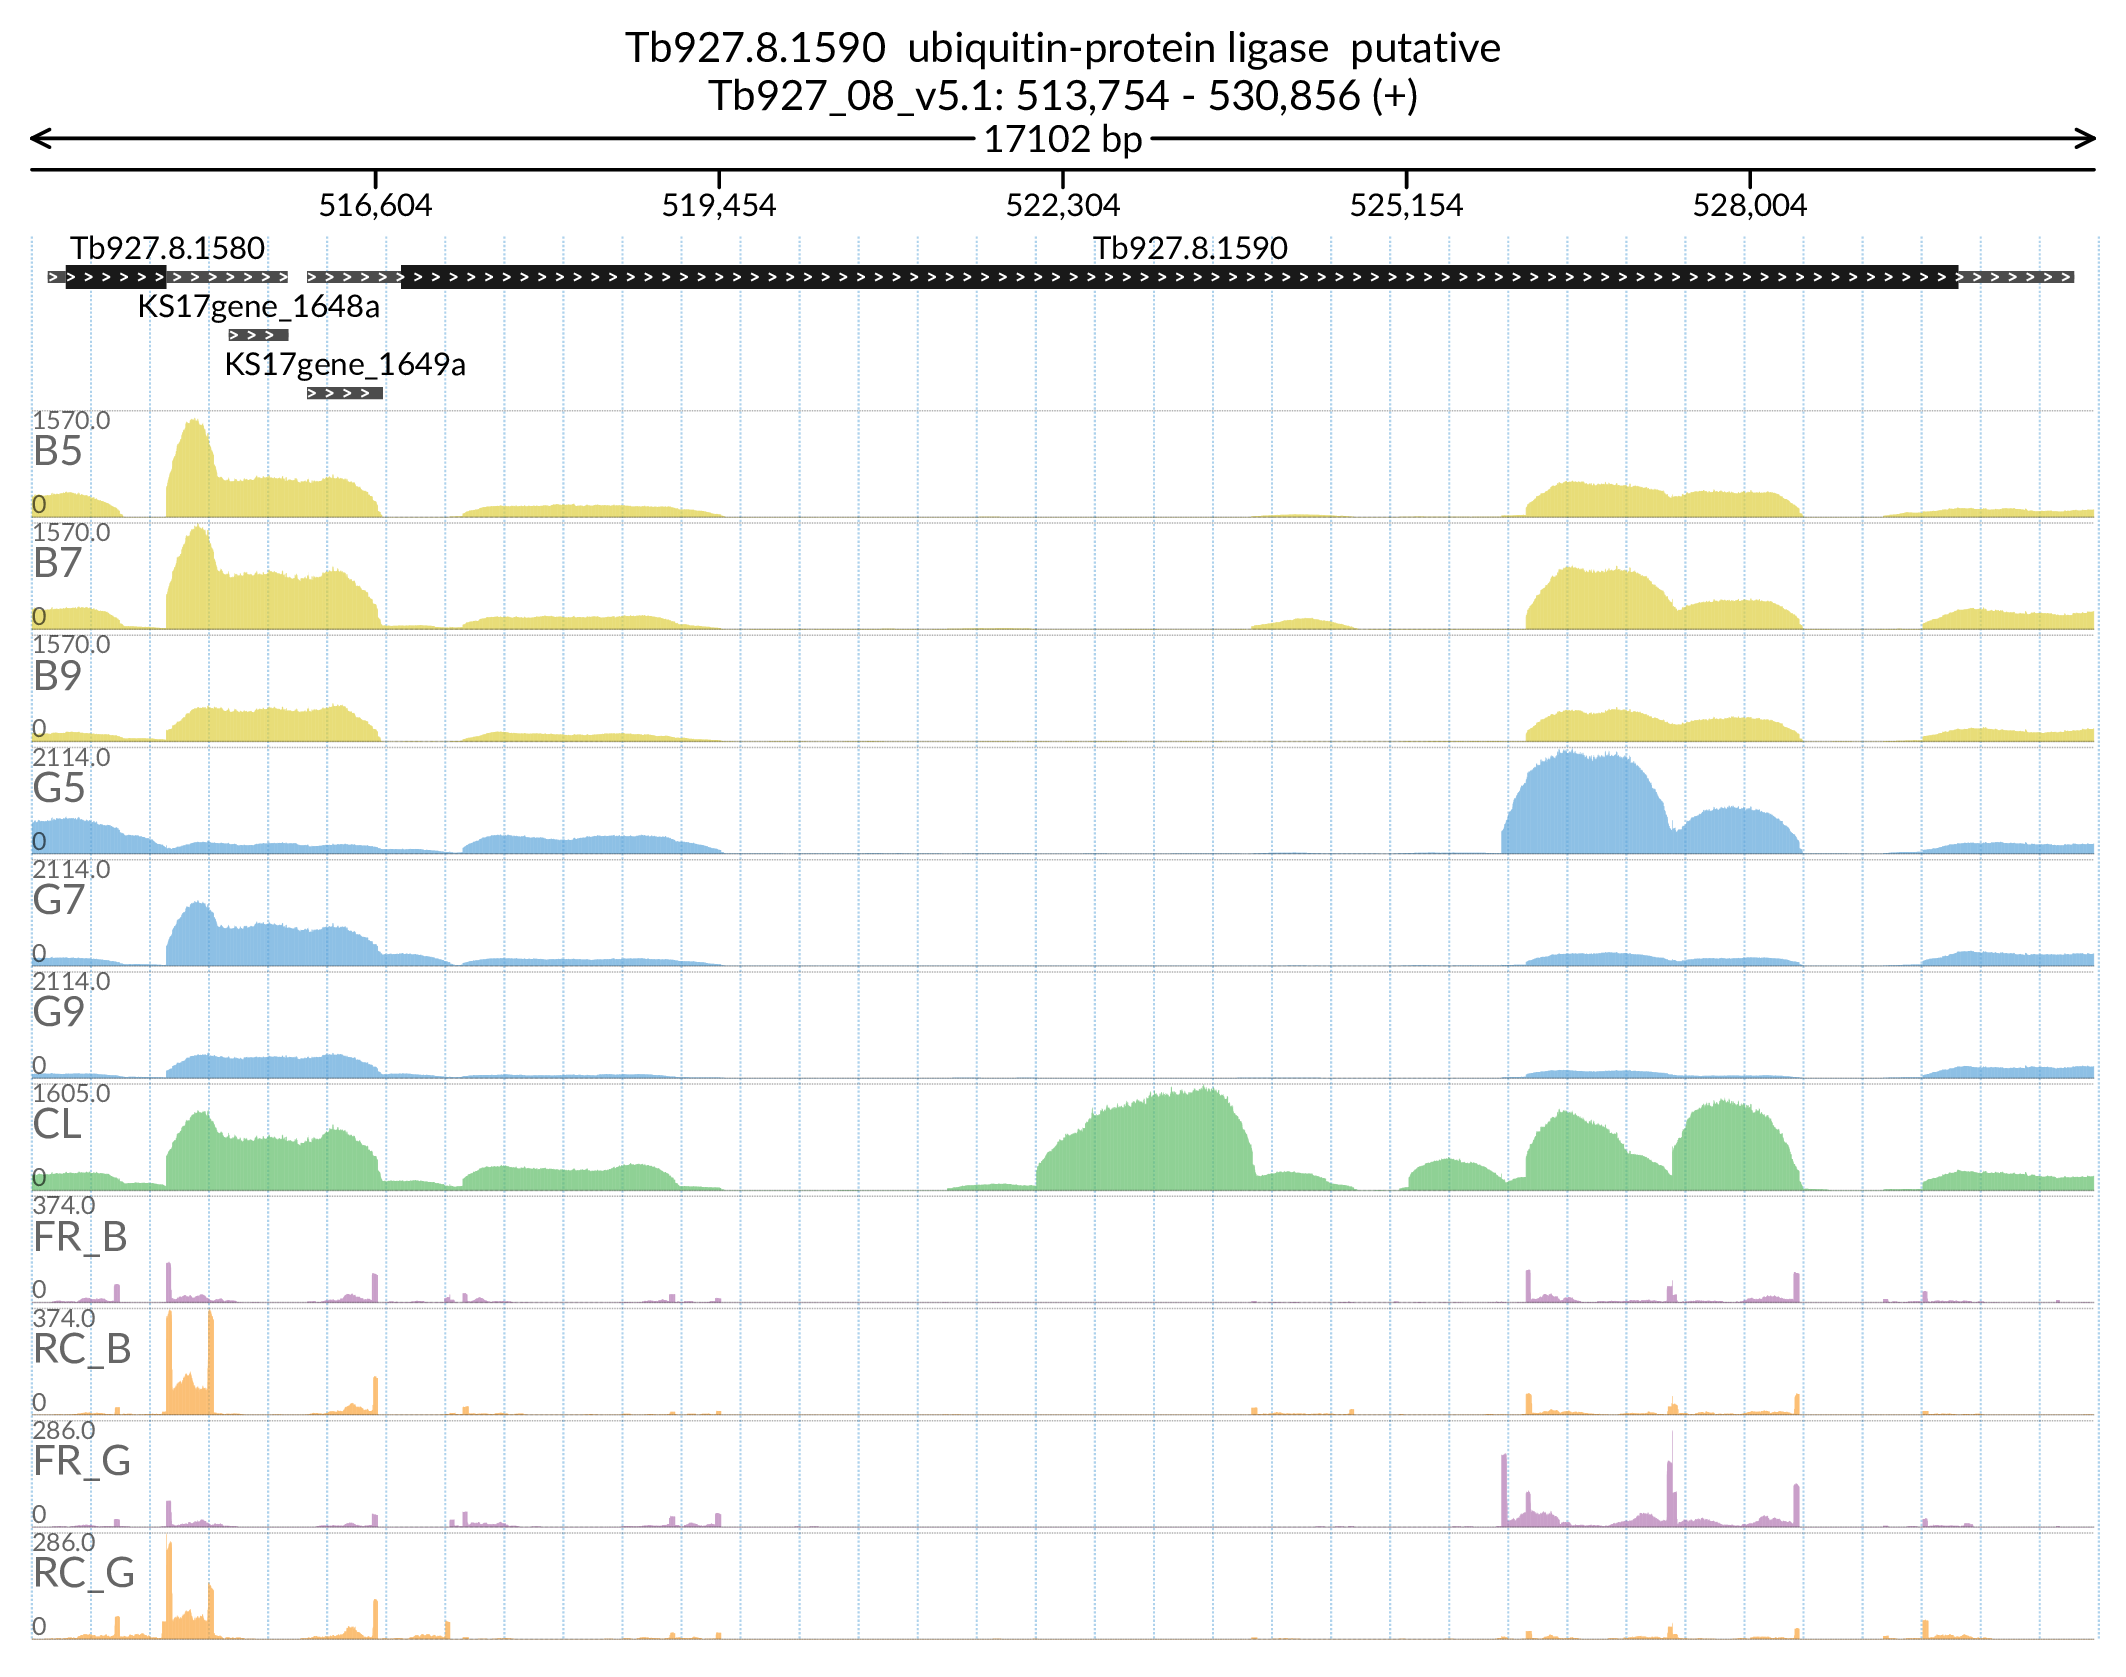 Tb927.8.1590  ubiquitin-protein ligase  putative
Tb927_08_v5.1: 513,754 - 530,856 (+)
17102 bp
516,604 519,454 522,304 525,154 528,004
Tb927.8.1580 Tb927.8.1590
KS17gene_1648a
KS17gene_1649a
1570.0
B5
0
1570.0
B7
0
1570.0
B9
0
2114.0
G5
0
2114.0
G7
0
2114.0
G9
0
1605.0
CL
0
374.0
FR_B
0
374.0
RC_B
0
286.0
FR_G
0
286.0
RC_G
0